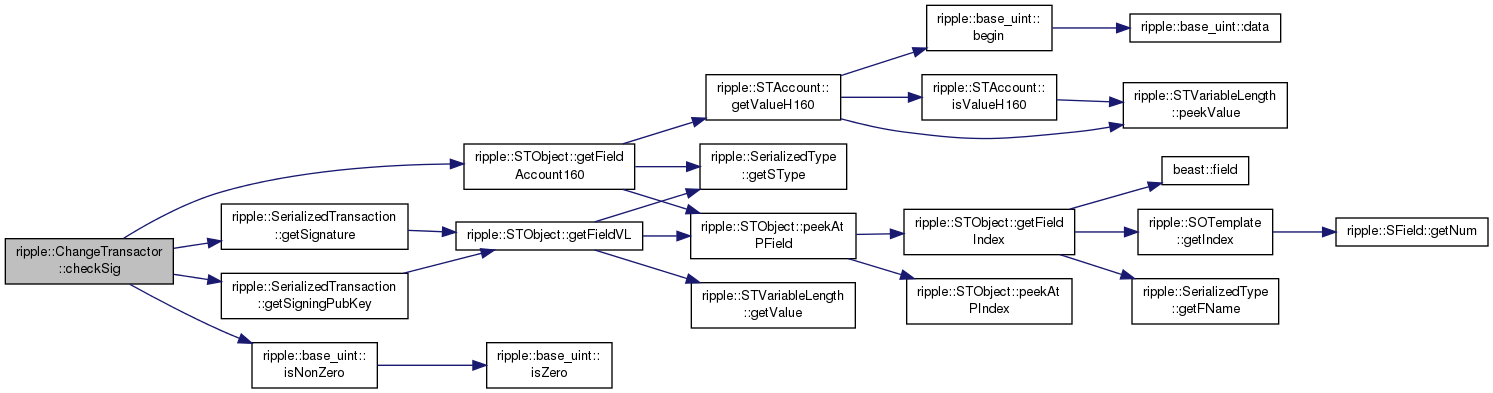 ripple::ChangeTransactor
::checkSig
ripple::STObject::getField
Account160
ripple::SerializedTransaction
::getSignature
ripple::SerializedTransaction
::getSigningPubKey
ripple::base_uint::
isNonZero
ripple::STObject::getFieldVL
ripple::base_uint::
isZero
ripple::STAccount::
getValueH160
ripple::SerializedType
::getSType
ripple::STObject::peekAt
PField
ripple::STVariableLength
::getValue
ripple::base_uint::
begin
ripple::STAccount::
isValueH160
ripple::STObject::getField
Index
ripple::STObject::peekAt
PIndex
ripple::base_uint::data
ripple::STVariableLength
::peekValue
beast::field
ripple::SOTemplate
::getIndex
ripple::SerializedType
::getFName
ripple::SField::getNum